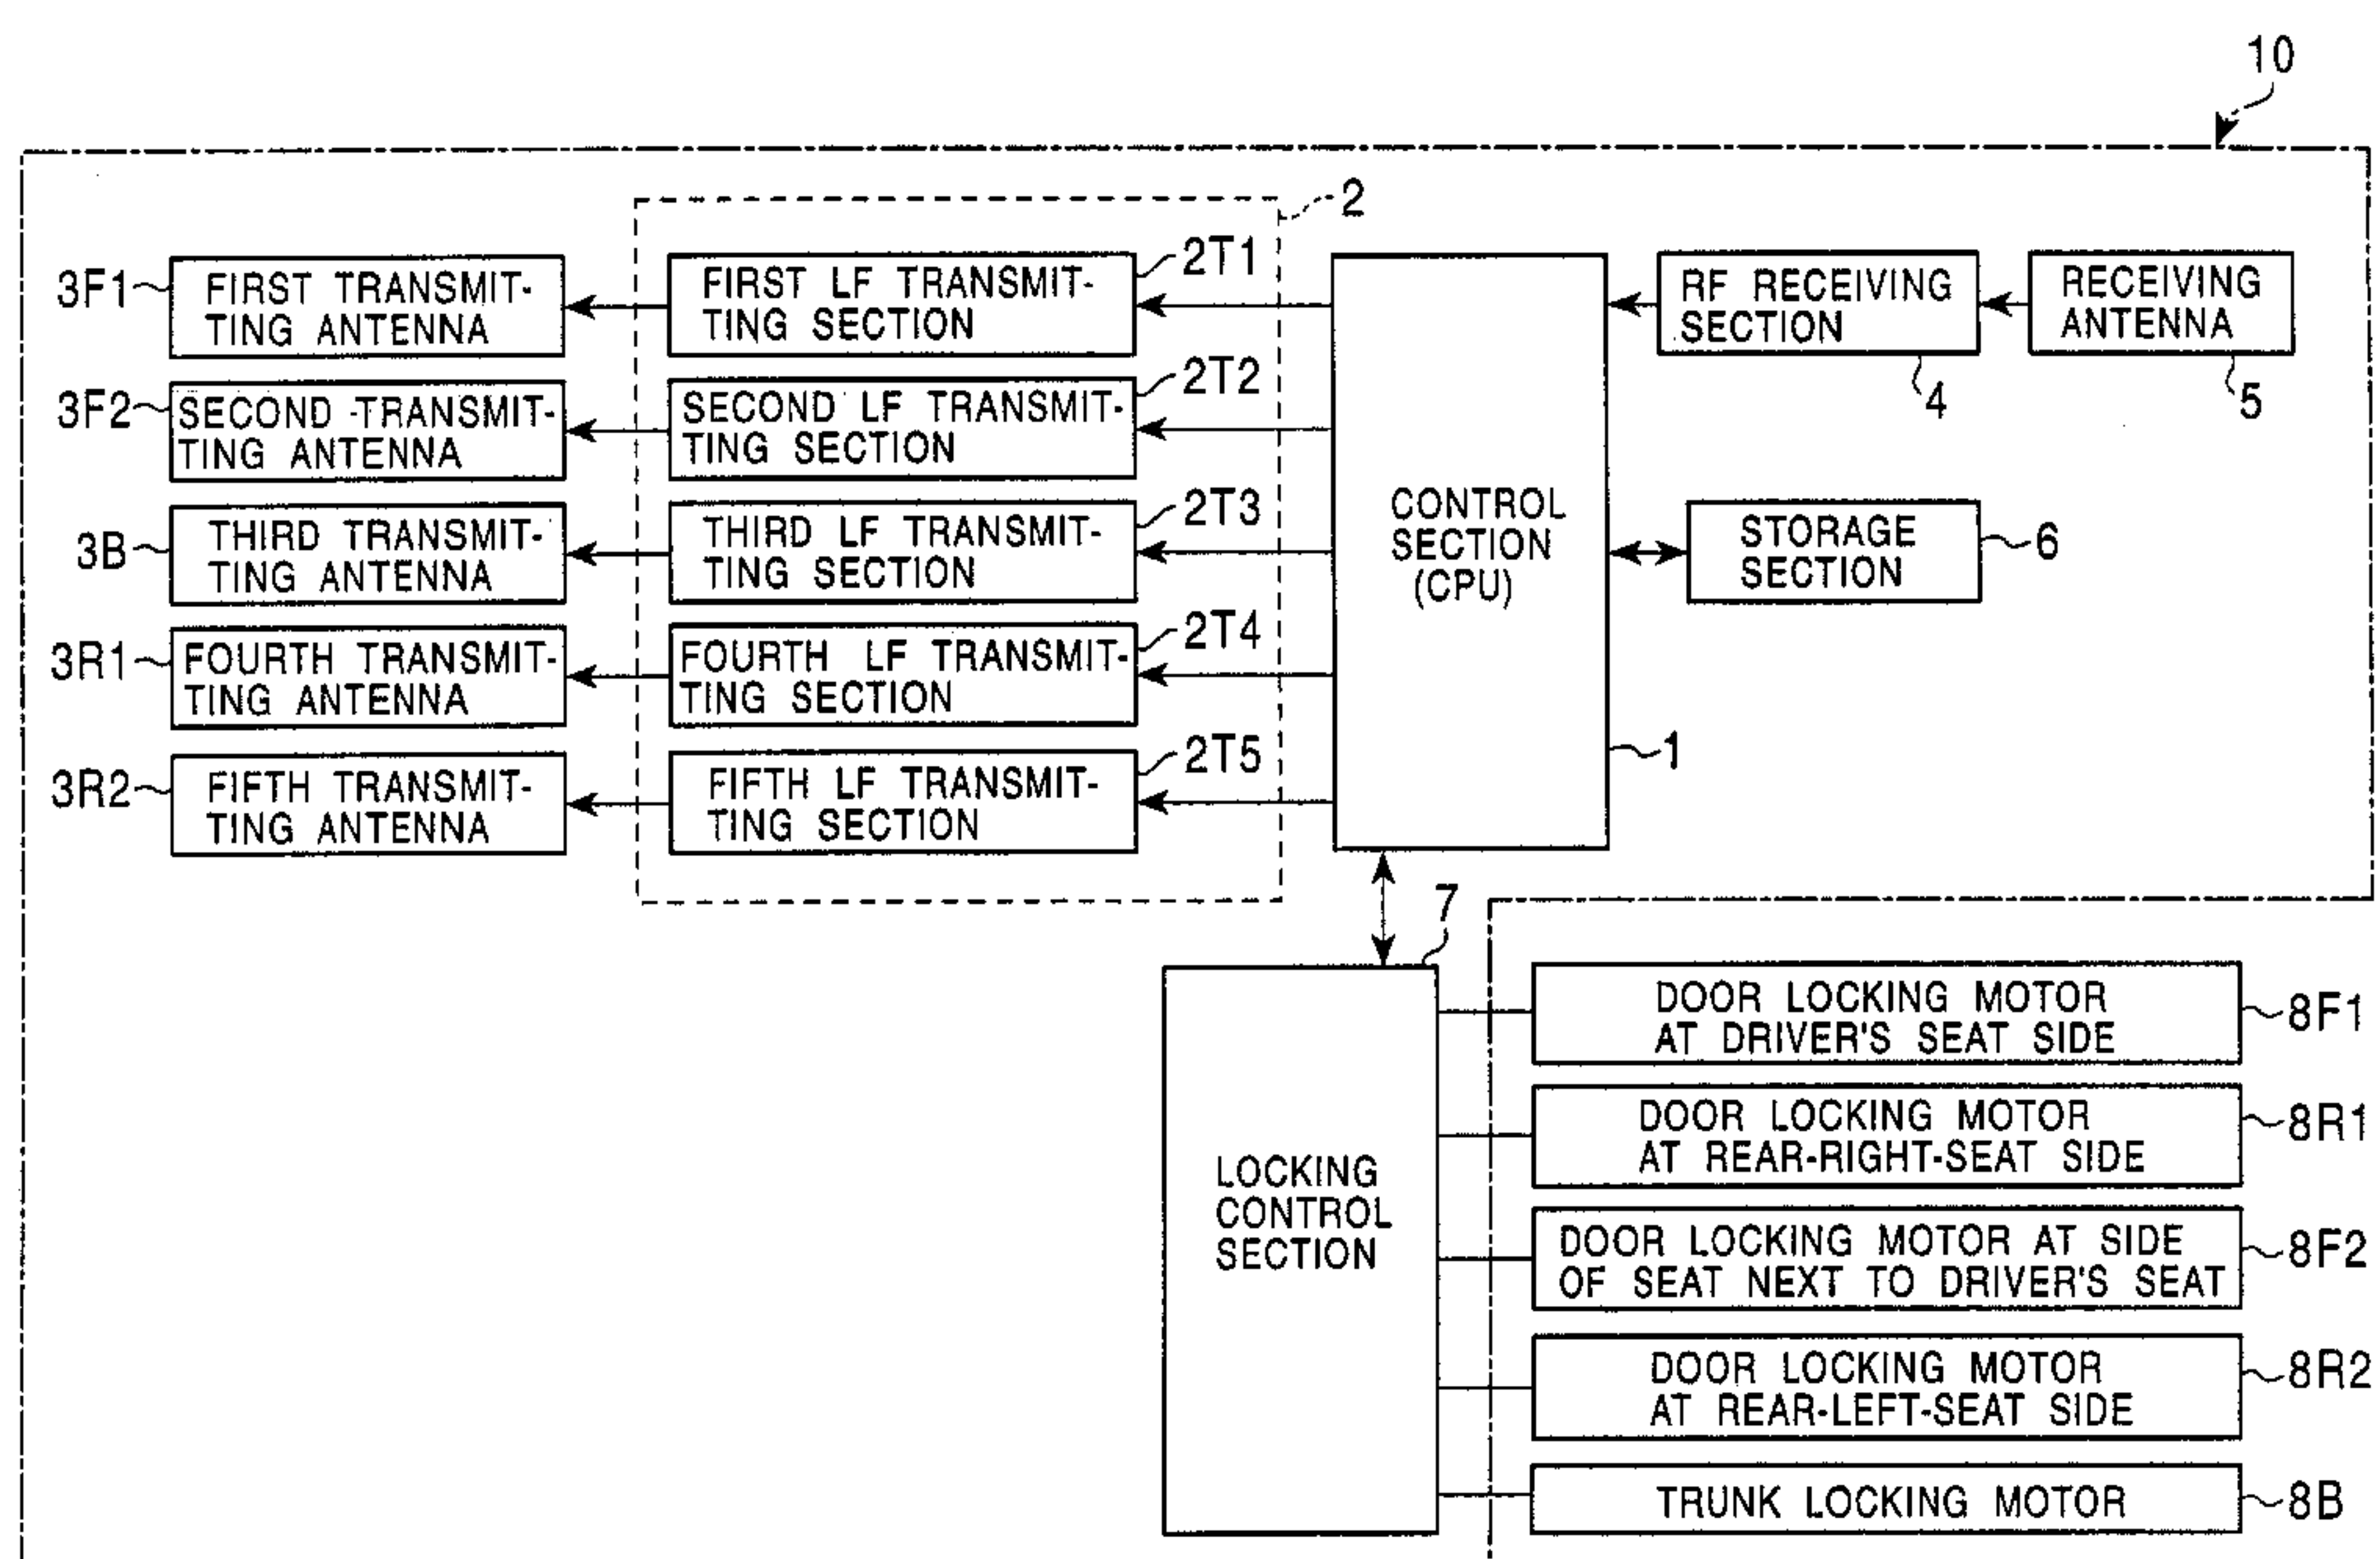 10
2
3F1
FIRST TRANSMIT-
TING ANTENNA
FIRST LF TRANSMIT-
TING SECTION
2T1
3F2
SECOND -TRANSMIT-
TING ANTENNA
SECOND LF TRANSMIT-
TING SECTION
2T2
3B
THIRD TRANSMIT-
TING ANTENNA
THIRD LF TRANSMIT-
TING SECTION
2T3
3R1
FOURTH TRANSMIT-
TING ANTENNA
FOURTH LF TRANSMIT-
TING SECTION
2T4
3R2
FIFTH TRANSMIT-
TING ANTENNA
FIFTH LF TRANSMIT-
TING SECTION
2T5
CONTROL
SECTION
(CPU)
1
RF RECEIVING
SECTION
4
RECEIVING
ANTENNA
5
STORAGE
SECTION
6
7
LOCKING
CONTROL
SECTION
DOOR LOCKING MOTOR
AT DRIVER'S SEAT SIDE
8F1
DOOR LOCKING MOTOR
AT REAR-RIGHT-SEAT SIDE
8R1
DOOR LOCKING MOTOR AT SIDE
OF SEAT NEXT TO DRIVER'S SEAT
8F2
DOOR LOCKING MOTOR
AT REAR-LEFT-SEAT SIDE
8R2
TRUNK LOCKING MOTOR
8B